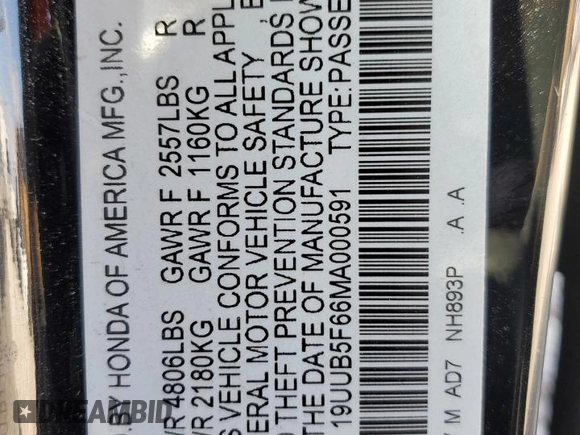 BY HONDA OF AMERICA MFG.,INC.
4806LBS GAWR F 2557LBS R
2180KG GAWR F 1160KG R
VEHICLE CONFORMS TO ALL APPL
ERAL MOTOR VEHICLE SAFETY
THEFT PREVENTION STANDARDS,
THE DATE OF MANUFACTURE SHOW
19UUB5F66MA000591 TYPE:PASSE
M AD7 NH893P .A .A
© BIDCARS